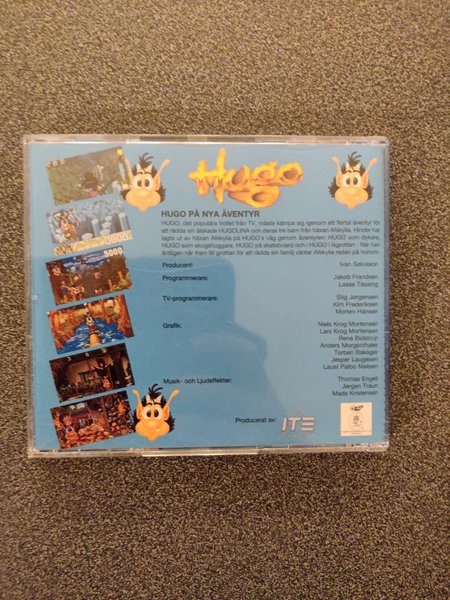 Hugo
HUGO PÅ NYA ÄVENTYR
HUGO, det populära trollet från TV, måste kämpa sig igenom ett flertal äventyr för
att rädda sin älskade HUGOLINA och deras tre barn från häxan Afskylia. Hinder har
lagts ut av häxan Afskylia på HUGO's väg genom äventyren: HUGO som dykare,
HUGO som skogshuggare, HUGO på skateboard och i HUGO i isgrottan - När han
äntligen når fram till grottan för att rädda sin familj väntar Afskylia redan på honom.
Producent: Ivan Sølvason
Programmerare: Jakob Frandsen
Lasse Tassing
TV-programmerare: Stig Jørgensen
Kim Frederiksen
Morten Hansen
Grafik: Niels Krog Mortensen
Lars Krog Mortensen
Rene Bidstrup
Anders Morgenthaler
Torben Bakager
Jesper Laugesen
Laust Palbo Nielsen
Musik- och Ljudeffekter: Thomas Engell
Jørgen Traun
Mads Kristensen
Producerat av: ITE